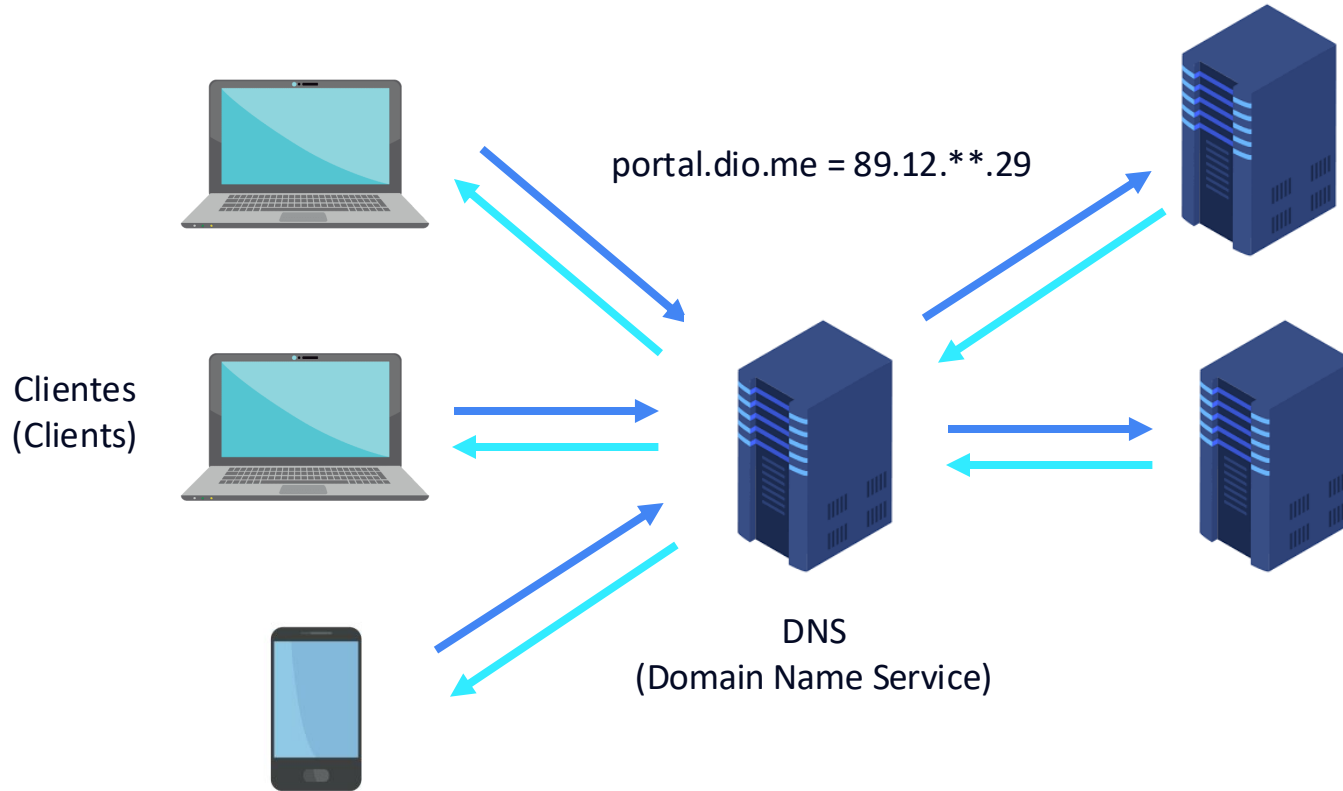 portal.dio.me = 89.12.**.29
Clientes
(Clients)
DNS
(Domain Name Service)